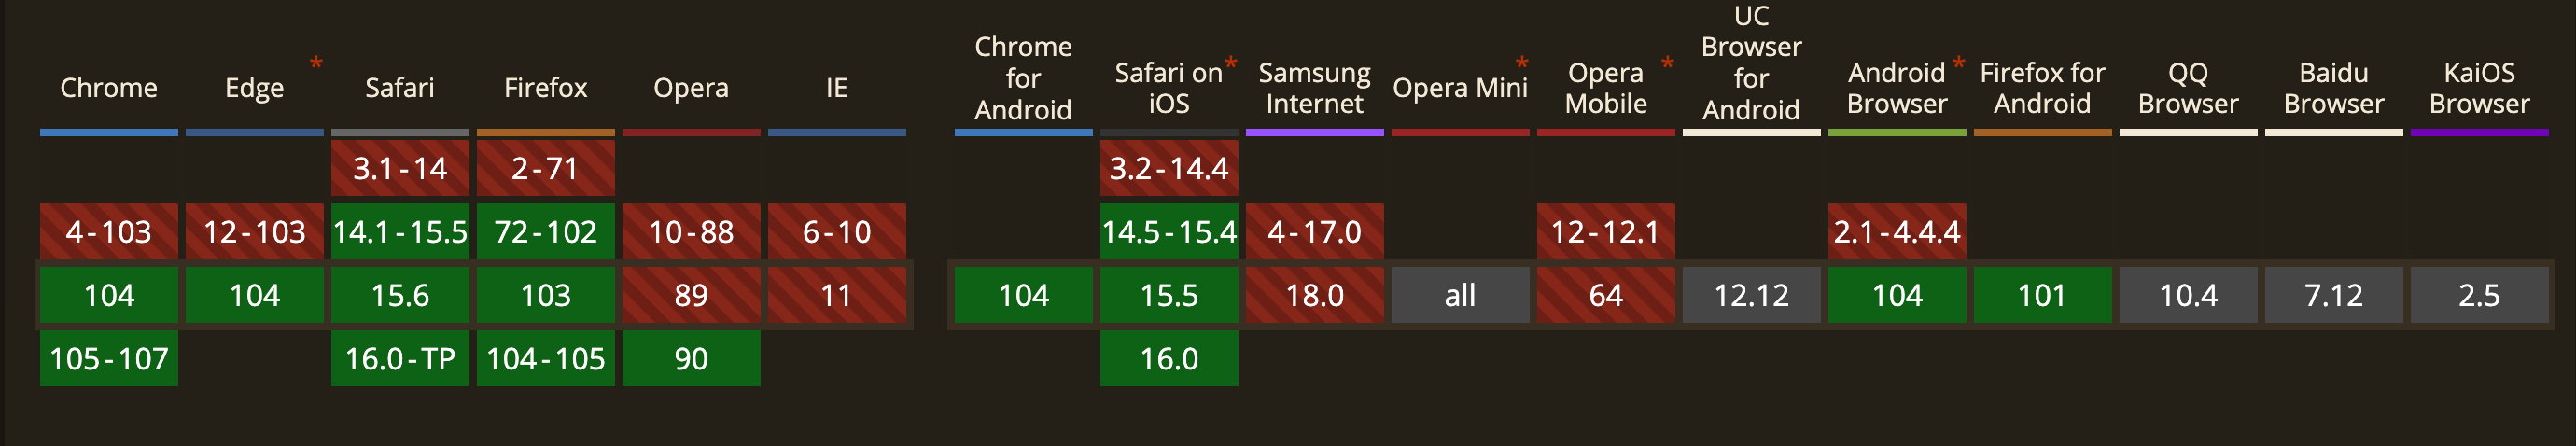 Chrome
Edge *
Safari
Firefox
Opera
IE
Chrome
for
Android
Safari on *
iOS
Samsung
Internet
Opera Mini *
Opera *
Mobile
UC
Browser
for
Android
Android *
Browser
Firefox for
Android
QQ
Browser
Baidu
Browser
KaiOS
Browser
3.1-14 2-71 3.2-14.4
4-103 12-103 14.1-15.5 72-102 10-88 6-10 14.5-15.4 4-17.0 12-12.1 2.1-4.4.4
104 104 15.6 103 89 11 104 15.5 18.0 all 64 12.12 104 101 10.4 7.12 2.5
105-107 16.0-TP 104-105 90 16.0